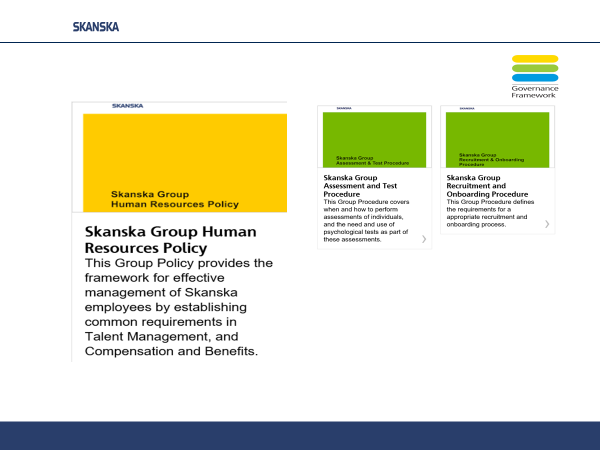 SKANSKA
Governance
Framework
SKANSKA
Skanska Group
Human Resources Policy
Skanska Group Human
Resources Policy
This Group Policy provides the
framework for effective
management of Skanska
employees by establishing
common requirements in
Talent Management, and
Compensation and Benefits.
SKANSKA
Skanska Group
Assessment & Test Procedure
Skanska Group
Assessment and Test
Procedure
This Group Procedure covers
when and how to perform
assessments of individuals,
and the need and use of
psychological tests as part of
these assessments.
SKANSKA
Skanska Group
Recruitment & Onboarding
Procedure
Skanska Group
Recruitment and
Onboarding Procedure
This Group Procedure defines
the requirements for a
appropriate recruitment and
onboarding process.